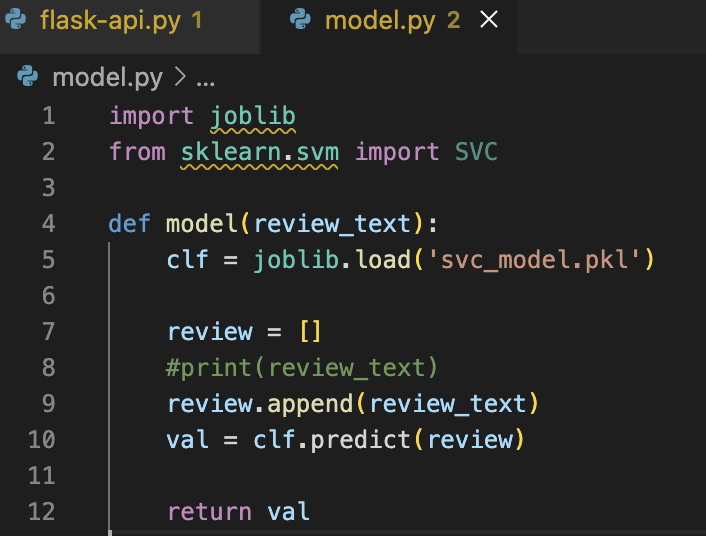 flask-api.py 1 model.py 2 ×
model.py > ...
1 import joblib
2 from sklearn.svm import SVC
3
4 def model(review_text):
5     clf = joblib.load('svc_model.pkl')
6
7     review = []
8     #print(review_text)
9     review.append(review_text)
10     val = clf.predict(review)
11
12     return val